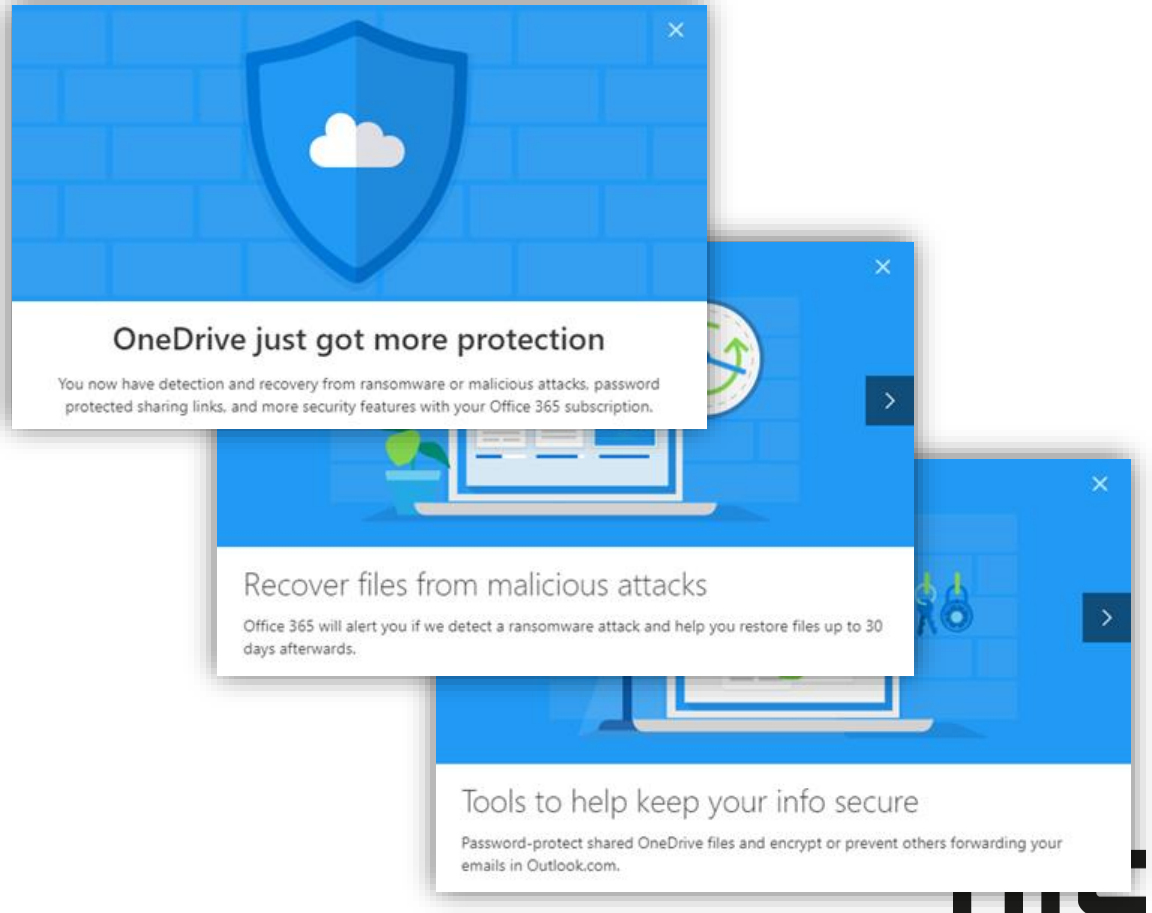 OneDrive just got more protection
You now have detection and recovery from ransomware or malicious attacks, password
protected sharing links, and more security features with your Office 365 subscription.
Recover files from malicious attacks
Office 365 will alert you if we detect a ransomware attack and help you restore files up to 30
days afterwards.
Tools to help keep your info secure
Password-protect shared OneDrive files and encrypt or prevent others forwarding your
emails in Outlook.com.